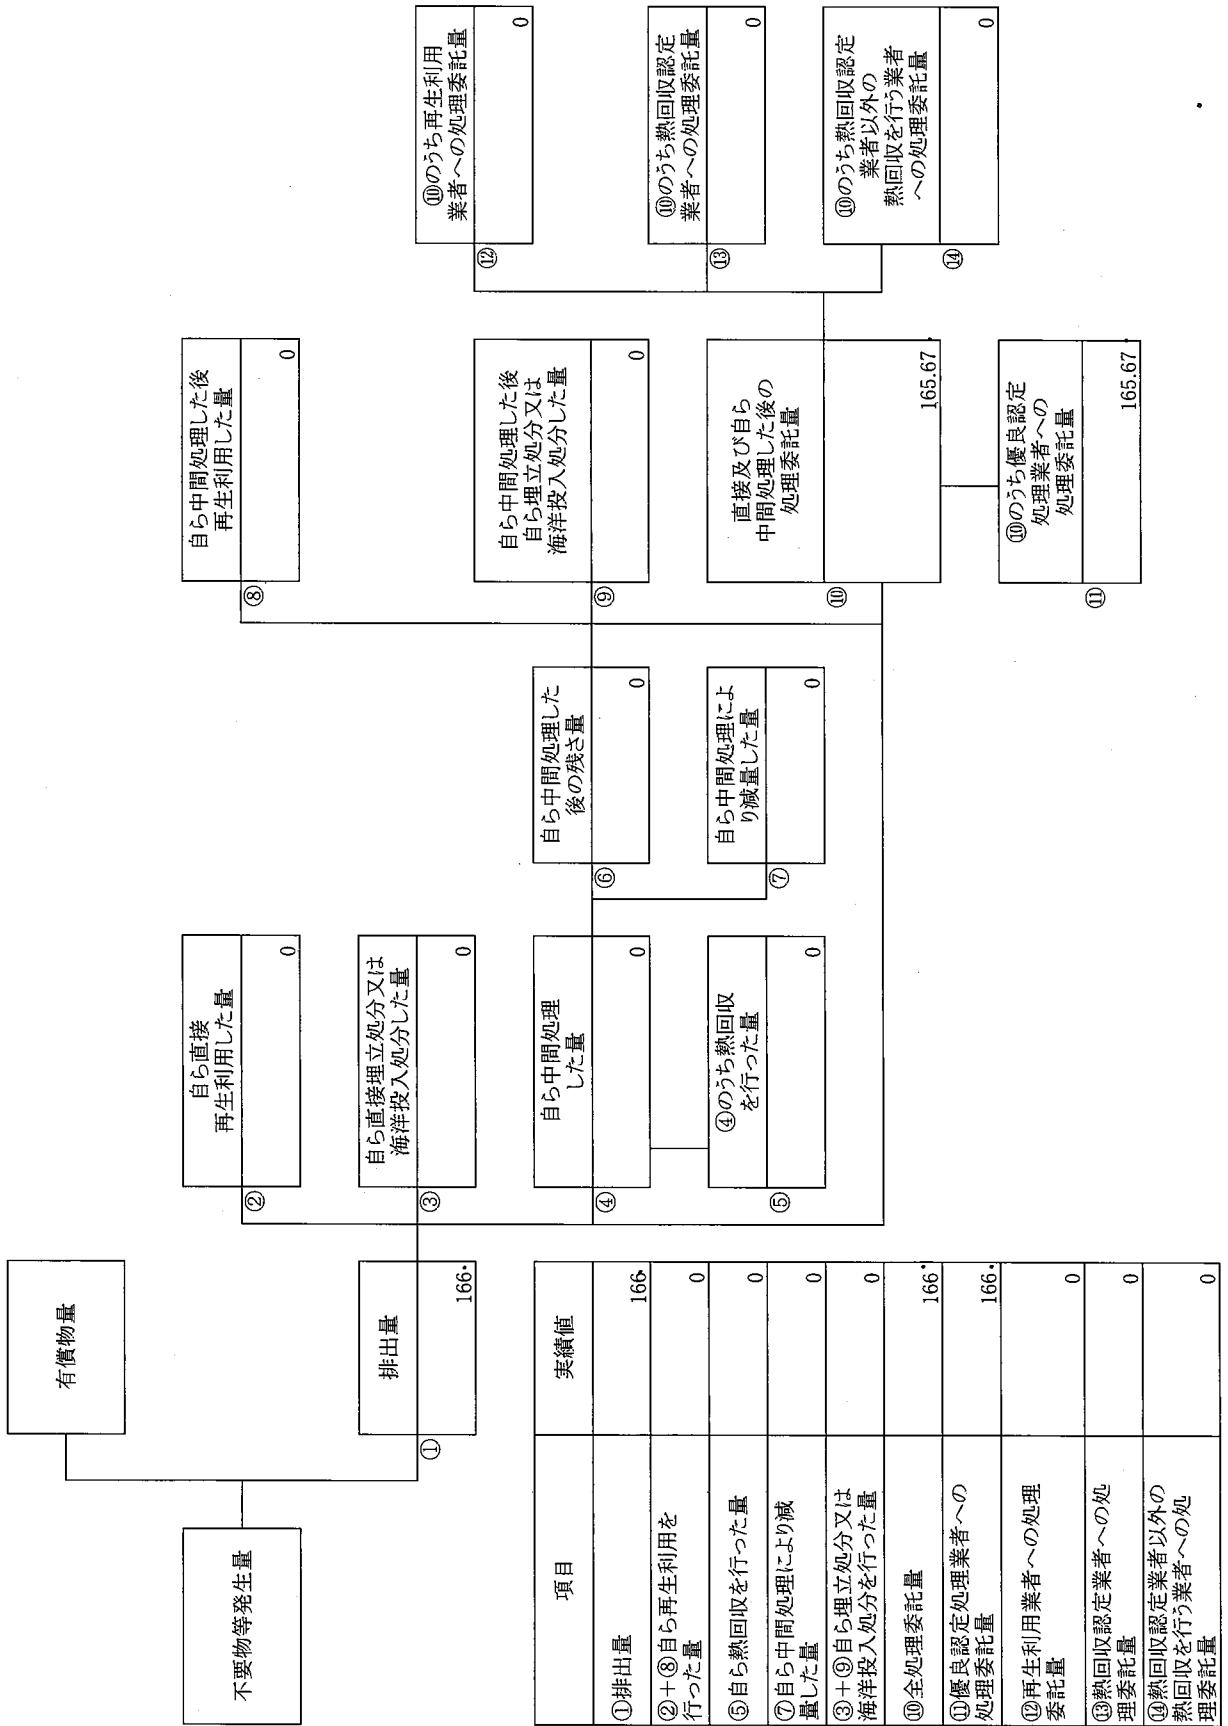 有償物量
不要物等発生量
排出量
①
166.
自ら直接
再生利用した量
②
0
自ら直接埋立処分又は
海洋投入処分した量
③
0
自ら中間処理
した量
④
0
④のうち熱回収
を行った量
⑤
0
自ら中間処理した
後の残さ量
⑥
0
自ら中間処理によ
り減量した量
⑦
0
自ら中間処理した後
再生利用した量
⑧
0
自ら中間処理した後
自ら埋立処分又は
海洋投入処分した量
⑨
0
直接及び自ら
中間処理した後の
処理委託量
⑩
165.67
⑩のうち優良認定
処理業者への
処理委託量
⑪
165.67
⑩のうち再生利用
業者への処理委託量
⑫
0
⑩のうち熱回収認定
業者への処理委託量
⑬
0
⑩のうち熱回収認定
業者以外の
熱回収を行う業者
への処理委託量
⑭
0
項目 実績値
①排出量 166.
②+⑧自ら再生利用を
行った量 0
⑤自ら熱回収を行った量 0
⑦自ら中間処理により減
量した量 0
③+⑨自ら埋立処分又は
海洋投入処分を行った量 0
⑩全処理委託量 166.
⑪優良認定処理業者への
処理委託量 166.
⑫再生利用業者への処理
委託量 0
⑬熱回収認定業者への処
理委託量 0
⑭熱回収認定業者以外の
熱回収を行う業者への処
理委託量 0